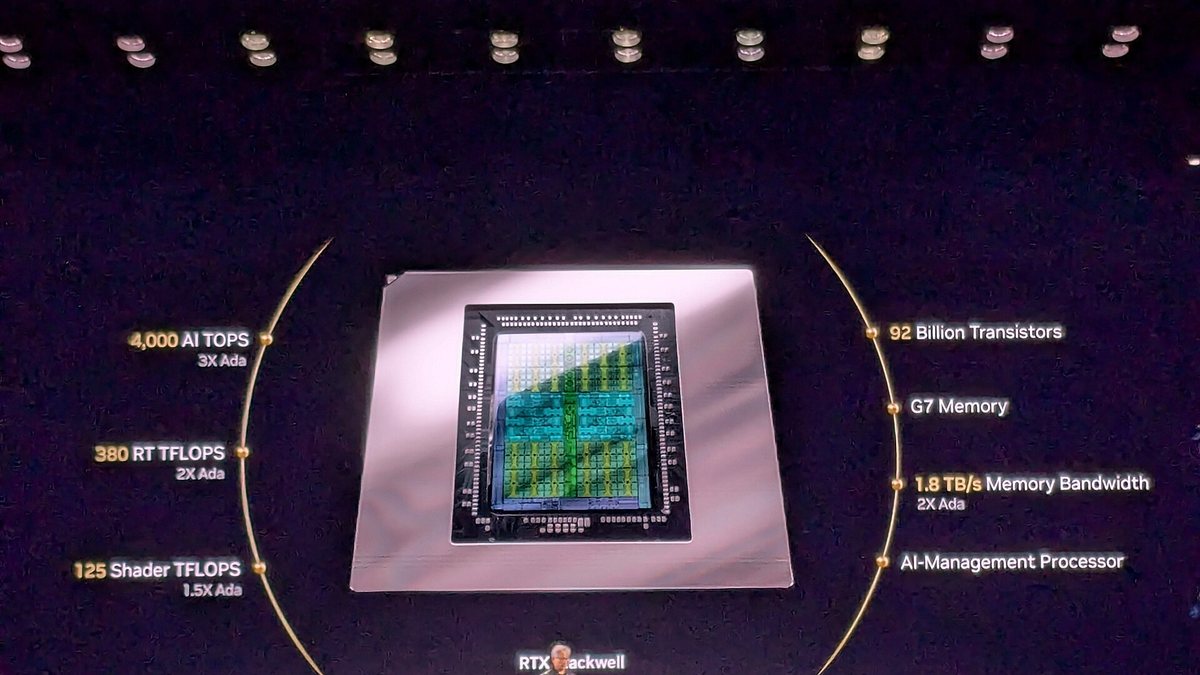 4,000 AI TOPS
3X Ada
380 RT TFLOPS
2X Ada
125 Shader TFLOPS
1.5X Ada
92 Billion Transistors
G7 Memory
1.8 TB/s Memory Bandwidth
2X Ada
AI-Management Processor
RTX